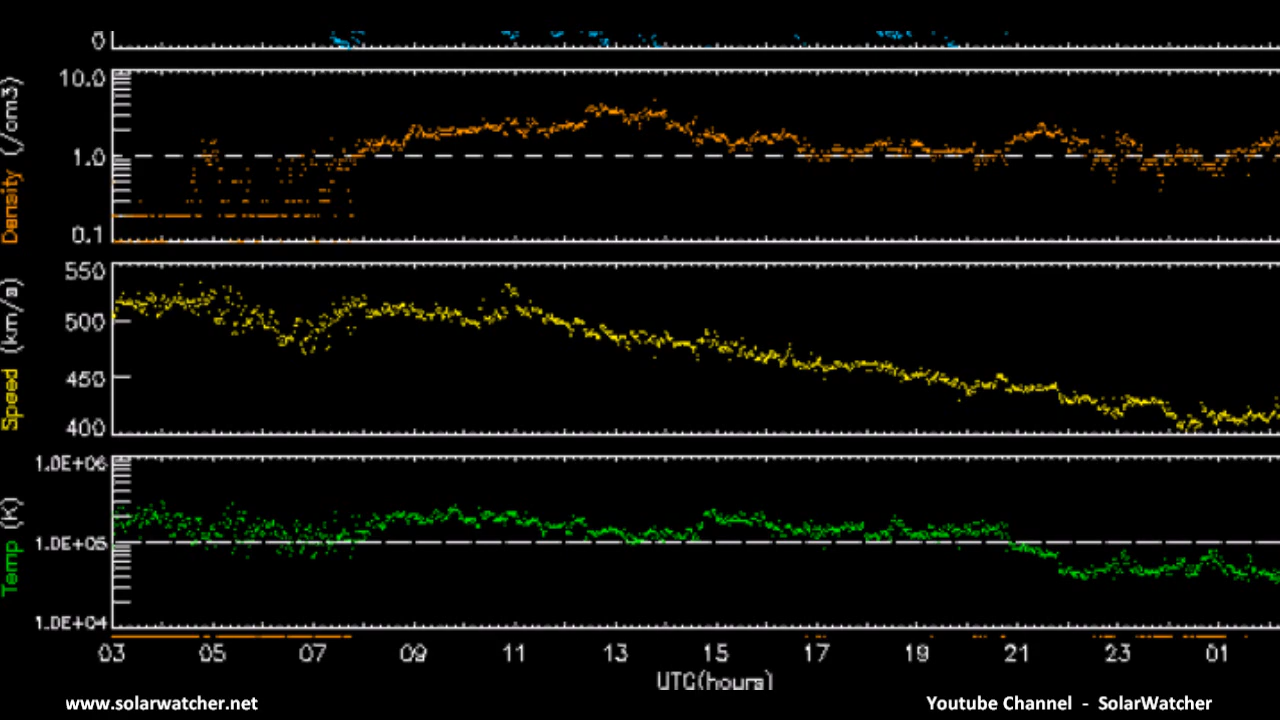 0
10.0
1.0
0.1
Density (/cm3)
550
500
450
400
Speed (km/s)
1.0E+06
1.0E+05
1.0E+04
Temp (K)
03 05 07 09 11 13 15 17 19 21 23 01
UTC(hours)
www.solarwatcher.net
Youtube Channel - SolarWatcher